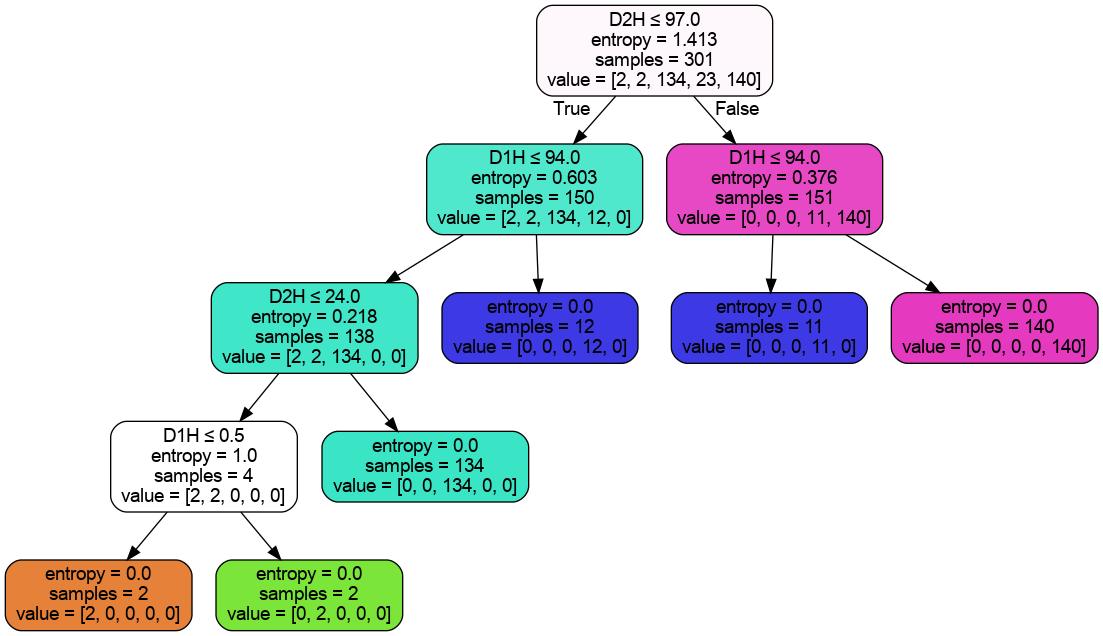 D2H ≤ 97.0
entropy = 1.413
samples = 301
value = [2, 2, 134, 23, 140]
True
False
D1H ≤ 94.0
entropy = 0.603
samples = 150
value = [2, 2, 134, 12, 0]
D1H ≤ 94.0
entropy = 0.376
samples = 151
value = [0, 0, 0, 11, 140]
D2H ≤ 24.0
entropy = 0.218
samples = 138
value = [2, 2, 134, 0, 0]
entropy = 0.0
samples = 12
value = [0, 0, 0, 12, 0]
entropy = 0.0
samples = 11
value = [0, 0, 0, 11, 0]
entropy = 0.0
samples = 140
value = [0, 0, 0, 0, 140]
D1H ≤ 0.5
entropy = 1.0
samples = 4
value = [2, 2, 0, 0, 0]
entropy = 0.0
samples = 134
value = [0, 0, 134, 0, 0]
entropy = 0.0
samples = 2
value = [2, 0, 0, 0, 0]
entropy = 0.0
samples = 2
value = [0, 2, 0, 0, 0]